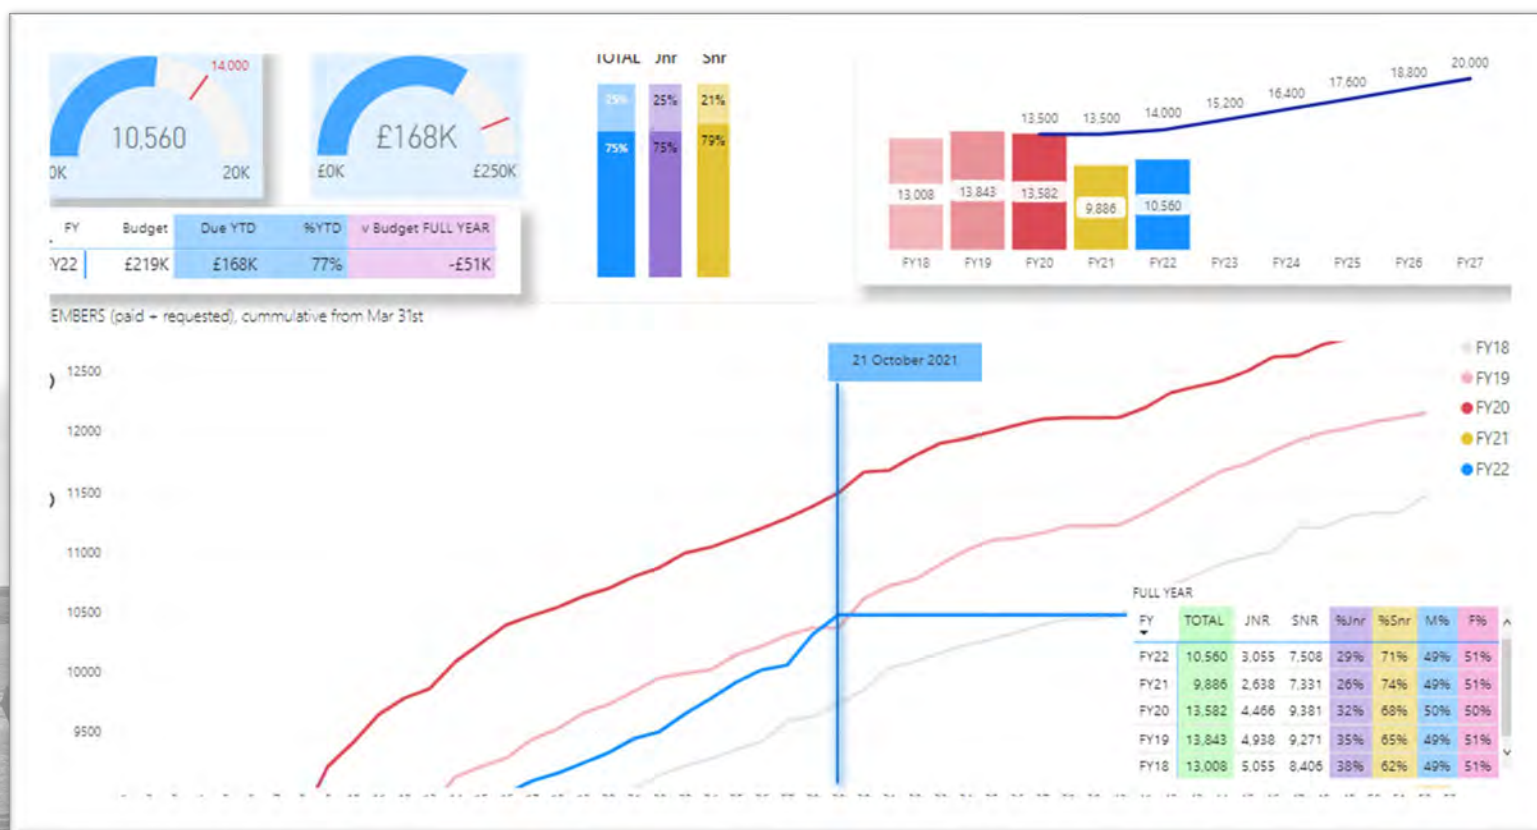 14,000
10,560
0K
20K
£168K
£0K
£250K
FY Budget Due YTD %YTD v Budget FULL YEAR
Y22 £219K £168K 77% -£51K
TOTAL Jnr Snr
25% 25% 21%
75% 75% 79%
13,500 13,500 14,000 15,200 16,400 17,600 18,800 20,000
13,008 13,843 13,582 9,886 10,560
FY18 FY19 FY20 FY21 FY22 FY23 FY24 FY25 FY26 FY27
EMBERS (paid + requested), cummulative from Mar 31st
21 October 2021
12500
12000
11500
11000
10500
10000
9500
FY18
FY19
FY20
FY21
FY22
FULL YEAR
FY TOTAL JNR SNR %Jnr %Snr M% F%
FY22 10,560 3,055 7,508 29% 71% 49% 51%
FY21 9,886 2,638 7,331 26% 74% 49% 51%
FY20 13,582 4,466 9,381 32% 68% 50% 50%
FY19 13,843 4,938 9,271 35% 65% 49% 51%
FY18 13,008 5,055 8,406 38% 62% 49% 51%